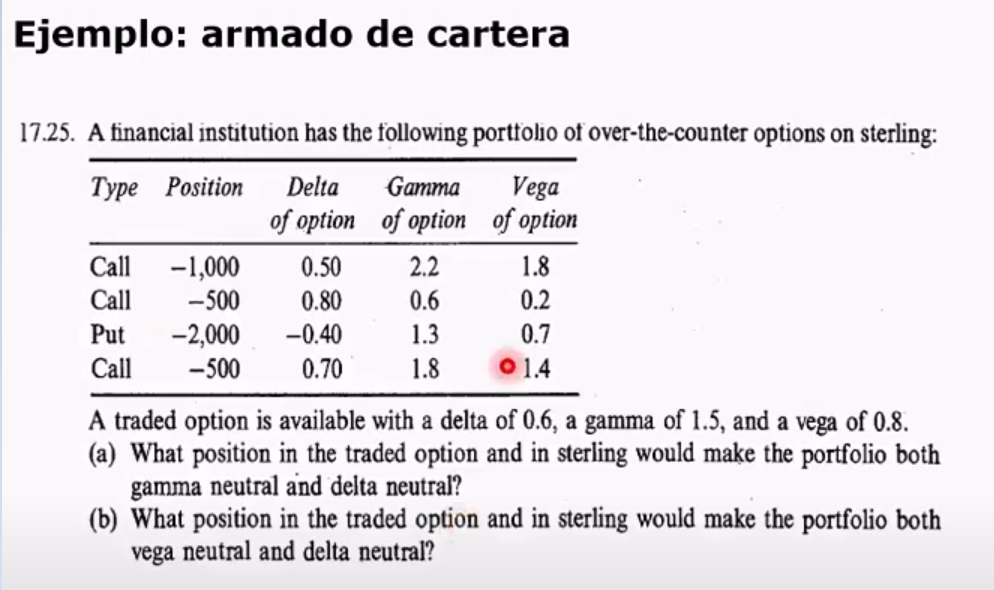 Ejemplo: armado de cartera
17.25. A financial institution has the following portfolio of over-the-counter options on sterling:
Type Position Delta Gamma Vega
of option of option of option
Call −1,000 0.50 2.2 1.8
Call −500 0.80 0.6 0.2
Put −2,000 −0.40 1.3 0.7
Call −500 0.70 1.8 1.4
A traded option is available with a delta of 0.6, a gamma of 1.5, and a vega of 0.8.
(a) What position in the traded option and in sterling would make the portfolio both
gamma neutral and delta neutral?
(b) What position in the traded option and in sterling would make the portfolio both
vega neutral and delta neutral?